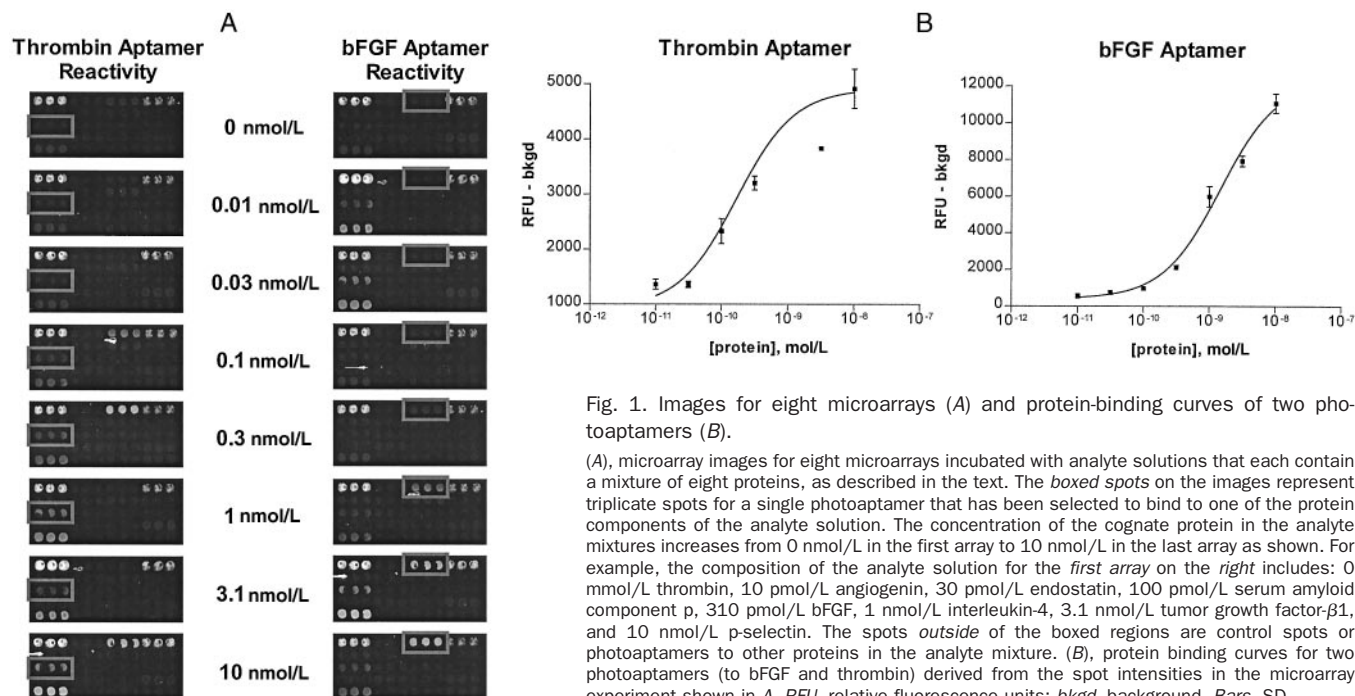 A
Thrombin Aptamer
Reactivity
bFGF Aptamer
Reactivity
0 nmol/L
0.01 nmol/L
0.03 nmol/L
0.1 nmol/L
0.3 nmol/L
1 nmol/L
3.1 nmol/L
10 nmol/L
B
Thrombin Aptamer
RFU - bkgd
5000
4000
3000
2000
1000
10-12
10-11
10-10
10-9
10-8
10-7
[protein], mol/L
bFGF Aptamer
RFU - bkgd
12000
10000
8000
6000
4000
2000
0
10-12
10-11
10-10
10-9
10-8
10-7
[protein], mol/L
Fig. 1. Images for eight microarrays (A) and protein-binding curves of two pho-
toaptamers (B).
(A), microarray images for eight microarrays incubated with analyte solutions that each contain
a mixture of eight proteins, as described in the text. The boxed spots on the images represent
triplicate spots for a single photoaptamer that has been selected to bind to one of the protein
components of the analyte solution. The concentration of the cognate protein in the analyte
mixtures increases from 0 nmol/L in the first array to 10 nmol/L in the last array as shown. For
example, the composition of the analyte solution for the first array on the right includes: 0
mmol/L thrombin, 10 pmol/L angiogenin, 30 pmol/L endostatin, 100 pmol/L serum amyloid
component p, 310 pmol/L bFGF, 1 nmol/L interleukin-4, 3.1 nmol/L tumor growth factor-β1,
and 10 nmol/L p-selectin. The spots outside of the boxed regions are control spots or
photoaptamers to other proteins in the analyte mixture. (B), protein binding curves for two
photoaptamers (to bFGF and thrombin) derived from the spot intensities in the microarray
experiment shown in A. RFU, relative fluorescence units; bkgd, background. Bars, SD.